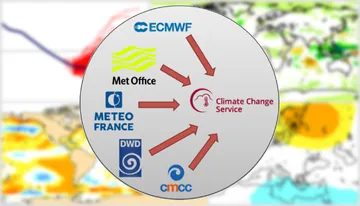 ECMWF
Met Office
Climate Change
Service
METEO
FRANCE
DWD
cmcc